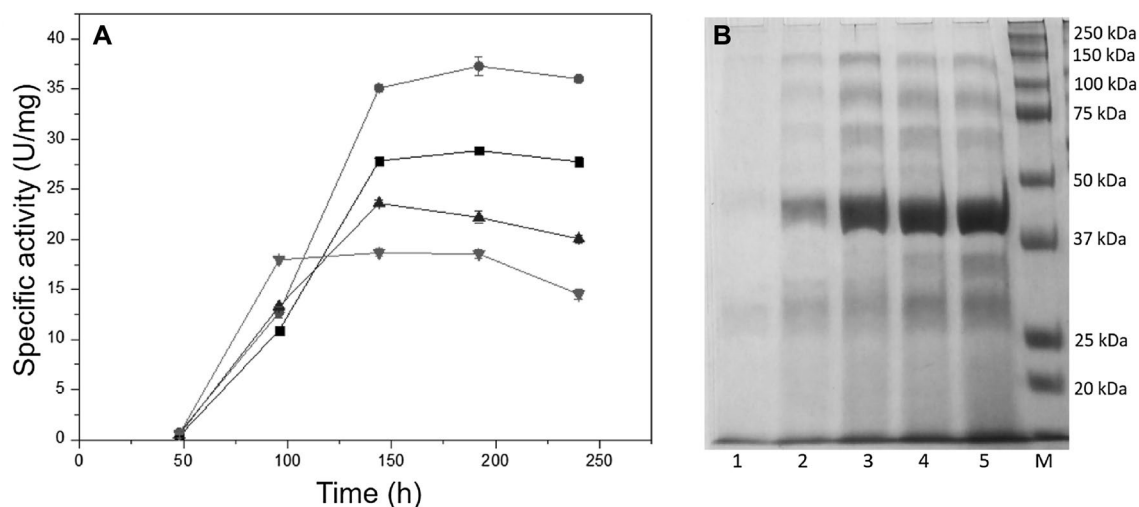 A
40
35
30
25
20
15
10
5
0
Specific activity (U/mg)
0 50 100 150 200 250
Time (h)
B
250 kDa
150 kDa
100 kDa
75 kDa
50 kDa
37 kDa
25 kDa
20 kDa
1 2 3 4 5 M